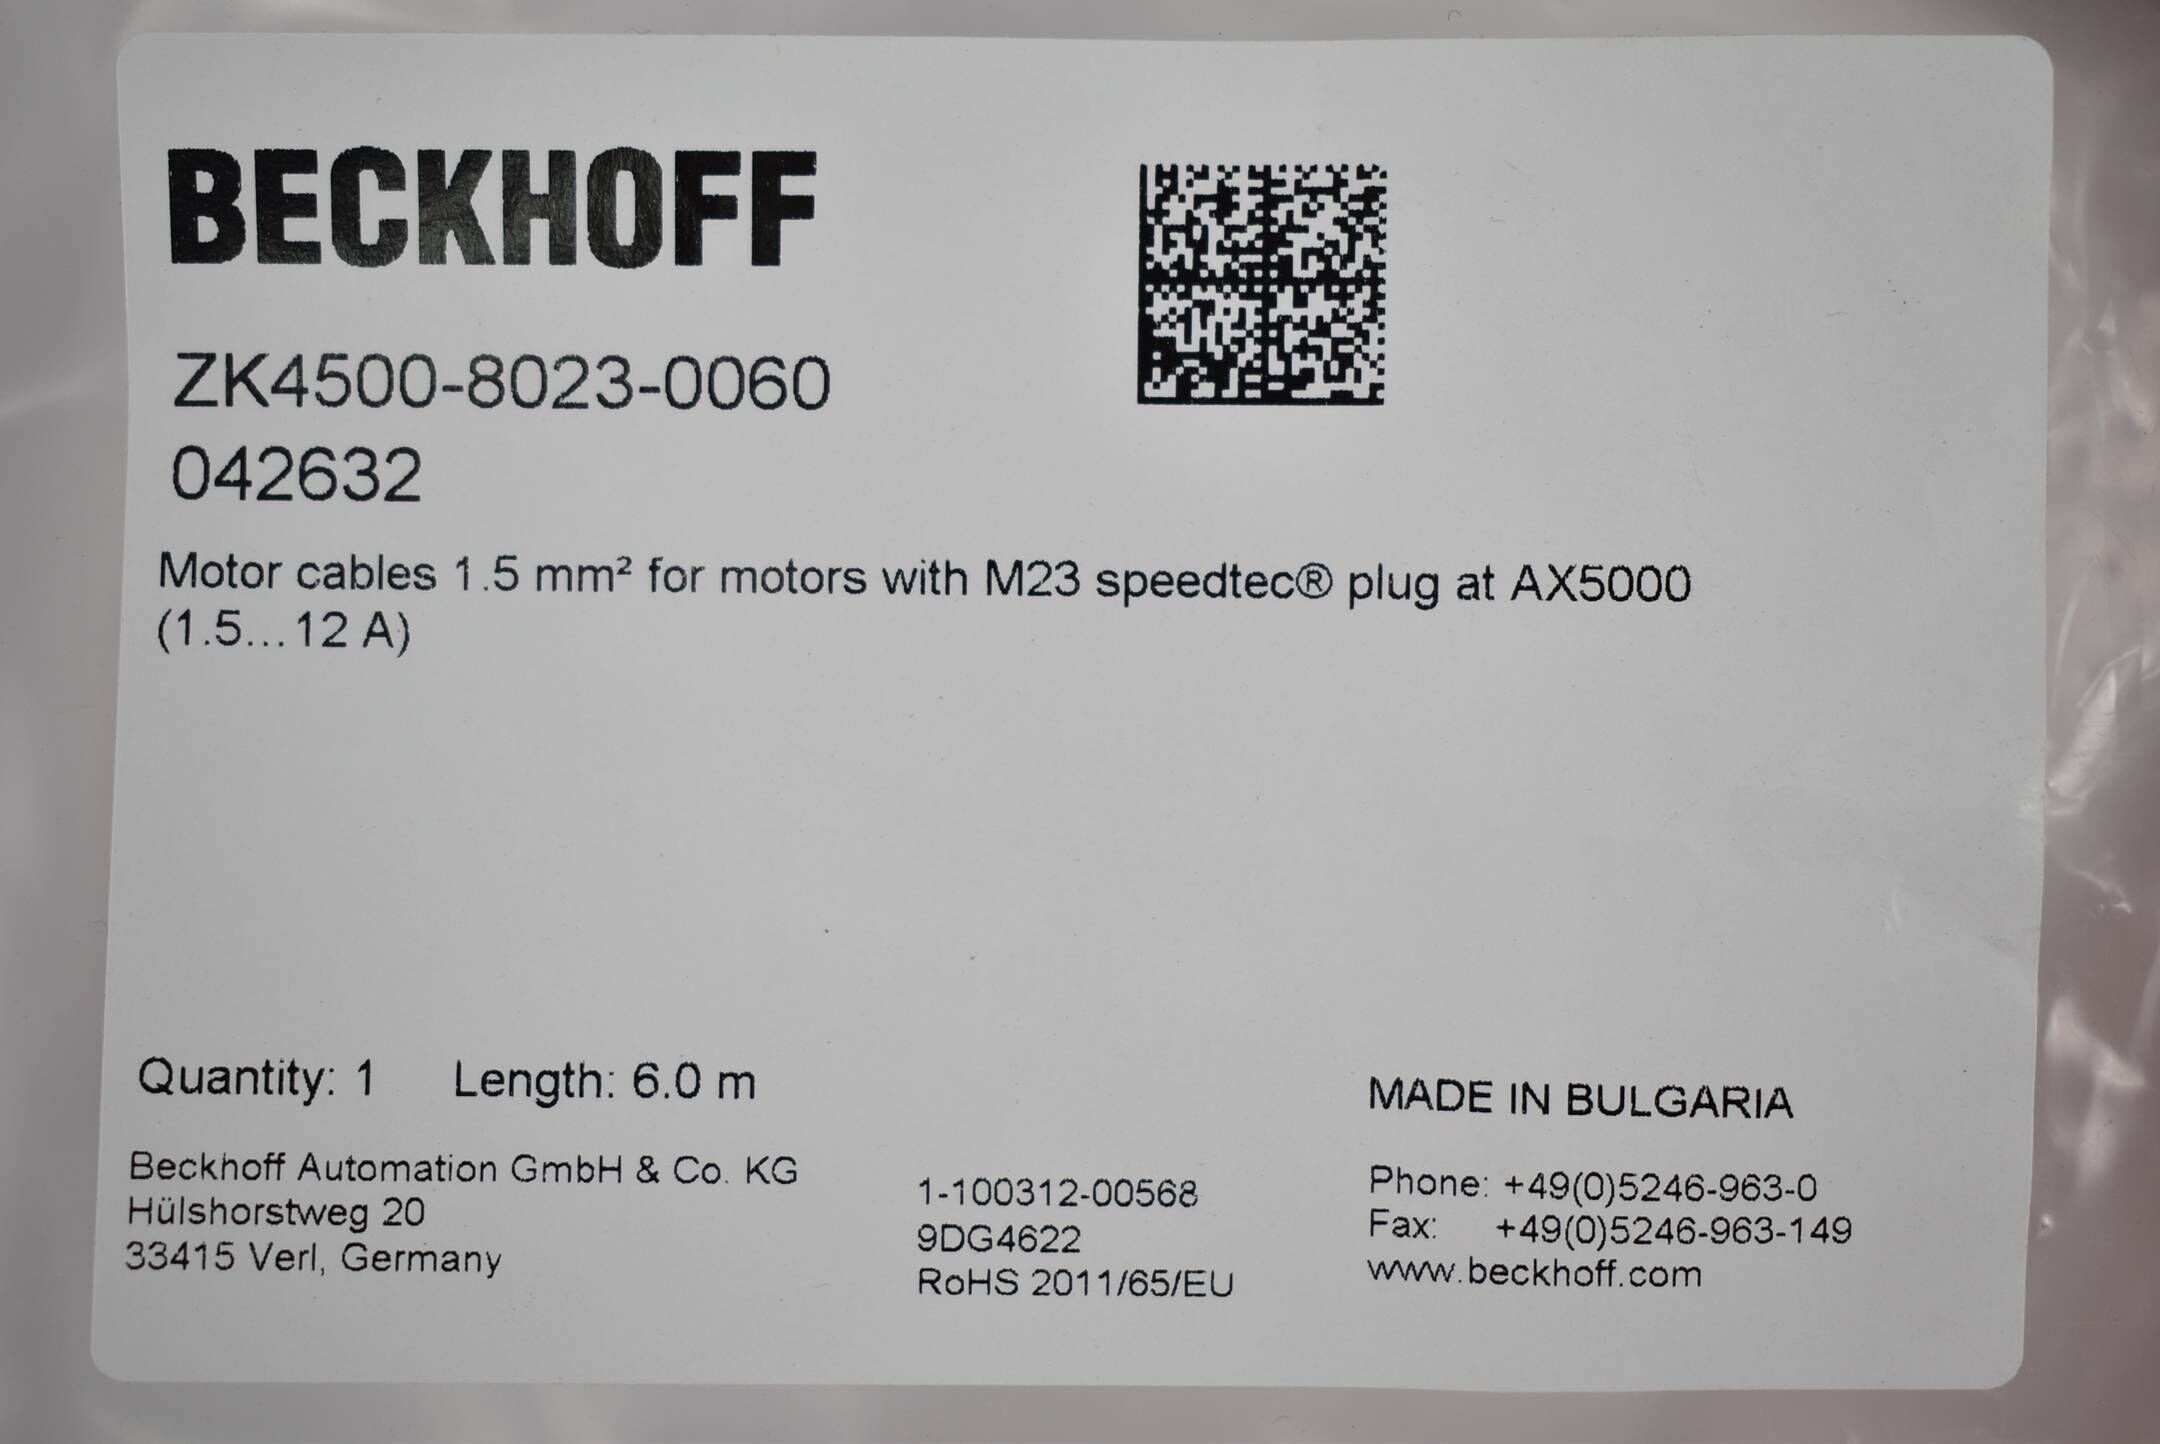 BECKHOFF
ZK4500-8023-0060
042632
Motor cables 1.5 mm² for motors with M23 speedtec® plug at AX5000
(1.5...12 A)
Quantity: 1 Length: 6.0 m
Beckhoff Automation GmbH & Co. KG
Hülshorstweg 20
33415 Verl, Germany
1-100312-00568
9DG4622
RoHS 2011/65/EU
MADE IN BULGARIA
Phone: +49(0)5246-963-0
Fax: +49(0)5246-963-149
www.beckhoff.com